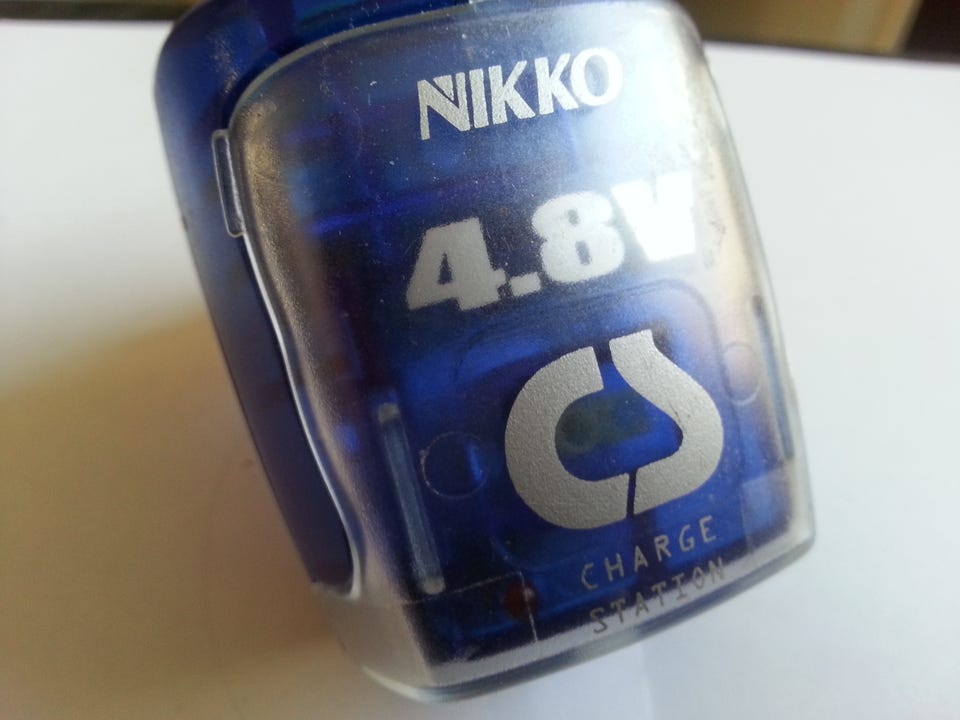 NIKKO
4.8V
CHARGE
STATION